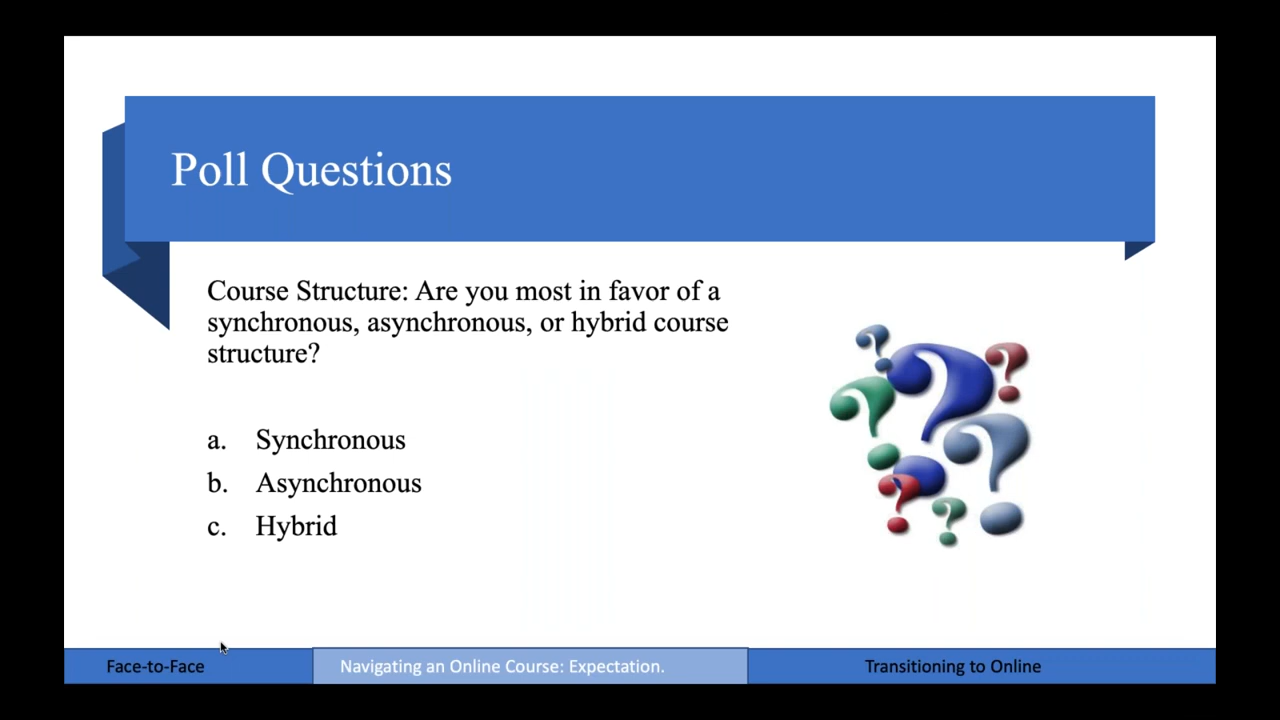 Poll Questions
Course Structure: Are you most in favor of a
synchronous, asynchronous, or hybrid course
structure?
a. Synchronous
b. Asynchronous
c. Hybrid
Face-to-Face
Navigating an Online Course: Expectation.
Transitioning to Online